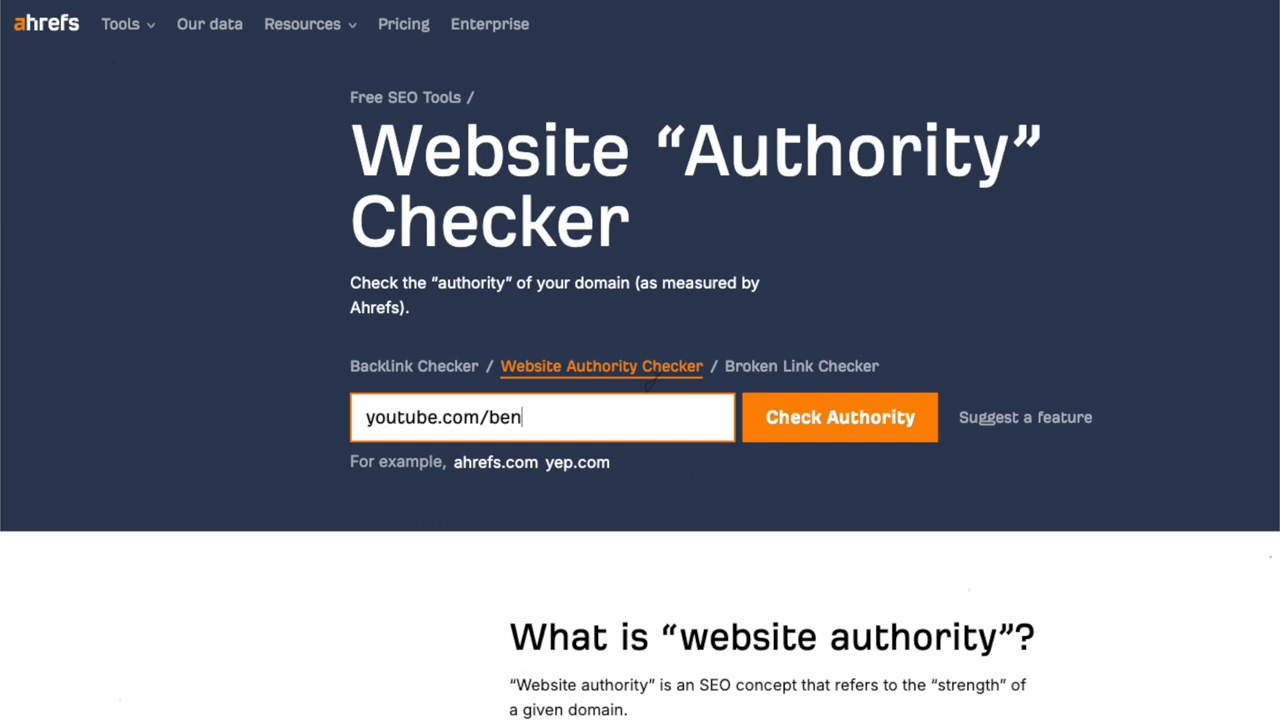 ahrefs Tools Our data Resources Pricing Enterprise
Free SEO Tools /
Website “Authority”
Checker
Check the “authority” of your domain (as measured by
Ahrefs).
Backlink Checker / Website Authority Checker / Broken Link Checker
youtube.com/ben Check Authority Suggest a feature
For example, ahrefs.com yep.com
What is “website authority”?
“Website authority” is an SEO concept that refers to the “strength” of
a given domain.